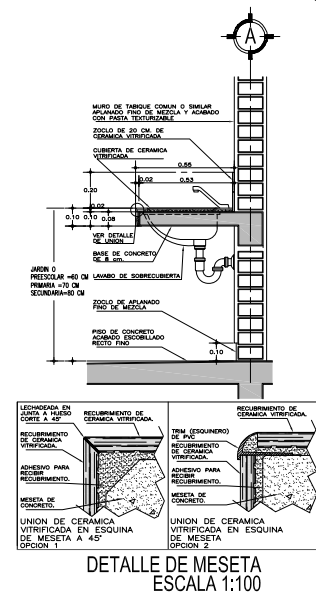 A
MURO DE TABIQUE COMUN O SIMILAR
APLANADO FINO DE MEZCLA Y ACABADO
CON PASTA TEXTURIZABLE
ZOCLO DE 20 CM. DE
CERAMICA VITRIFICADA
CUBIERTA DE CERAMICA
VITRIFICADA
0.55
0.02
0.53
0.20
0.02
0.10
0.10
0.08
VER DETALLE
DE UNION
BASE DE CONCRETO
DE 8 cm.
LAVABO DE SOBRECUBIERTA
JARDIN O
PREESCOLAR =60 CM
PRIMARIA =70 CM
SECUNDARIA=80 CM
ZOCLO DE APLANADO
FINO DE MEZCLA
PISO DE CONCRETO
ACABADO ESCOBILLADO
RECTO FINO
0.10
LECHADEADA EN
JUNTA A HUESO
CORTE A 45°
RECUBRIMIENTO DE
CERAMICA VITRIFICADA.
RECUBRIMIENTO
DE CERAMICA
VITRIFICADA.
ADHESIVO PARA
RECIBIR
RECUBRIMIENTO.
MESETA DE
CONCRETO.
UNION DE CERAMICA
VITRIFICADA EN ESQUINA
DE MESETA A 45°
OPCION 1
RECUBRIMIENTO DE
CERAMICA VITRIFICADA.
TRIM (ESQUINERO)
DE PVC
RECUBRIMIENTO
DE CERAMICA
VITRIFICADA.
ADHESIVO PARA
RECIBIR
RECUBRIMIENTO.
MESETA DE
CONCRETO.
UNION DE CERAMICA
VITRIFICADA EN ESQUINA
DE MESETA
OPCION 2
DETALLE DE MESETA
ESCALA 1:100